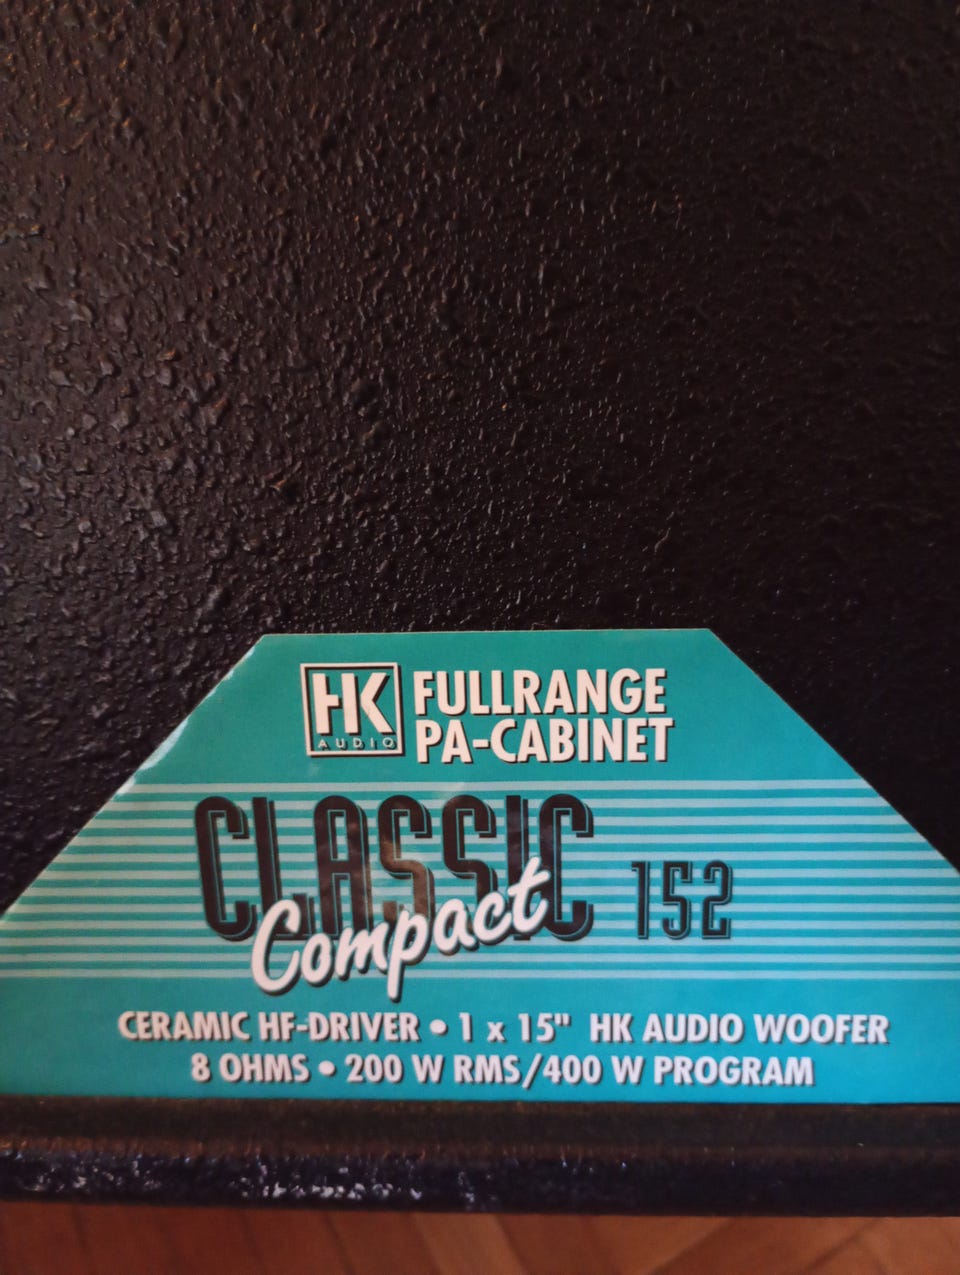 HK
AUDIO
FULLRANGE
PA-CABINET
CLASSIC
Compact
152
CERAMIC HF-DRIVER • 1 x 15" HK AUDIO WOOFER
8 OHMS • 200 W RMS/400 W PROGRAM